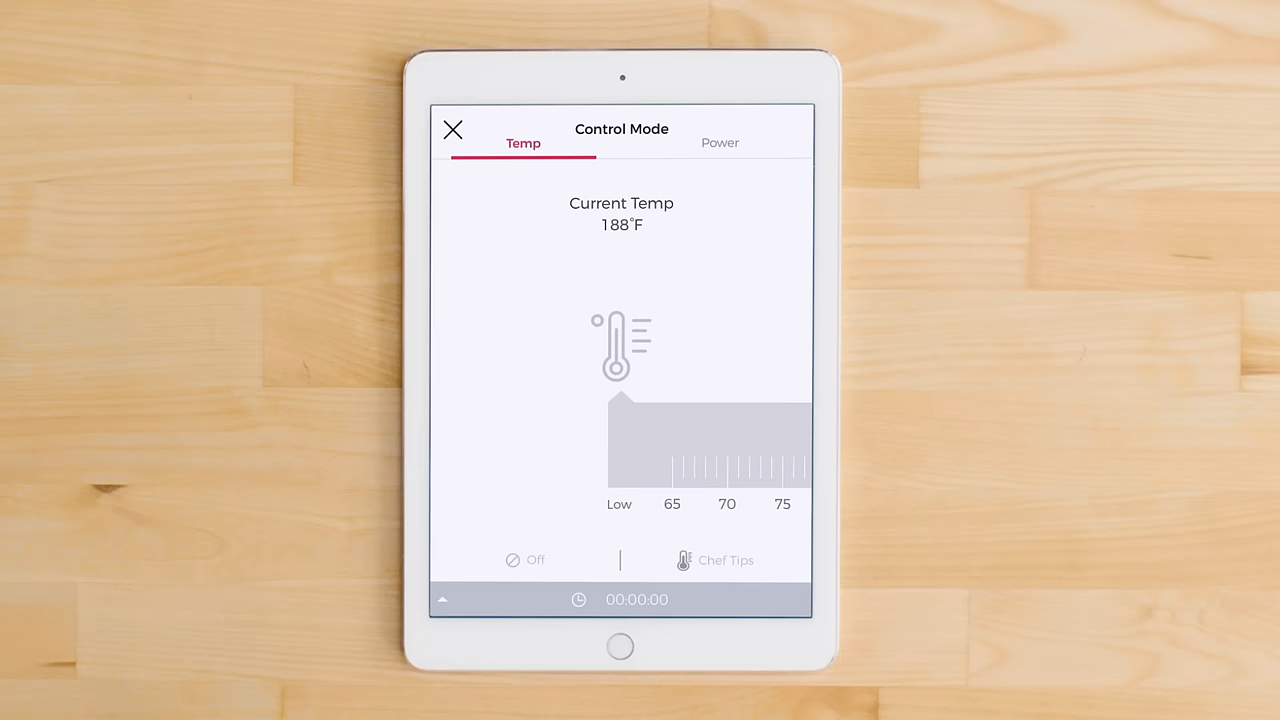 Control Mode
Temp
Power
Current Temp
188°F
Low 65 70 75
Off
Chef Tips
00:00:00